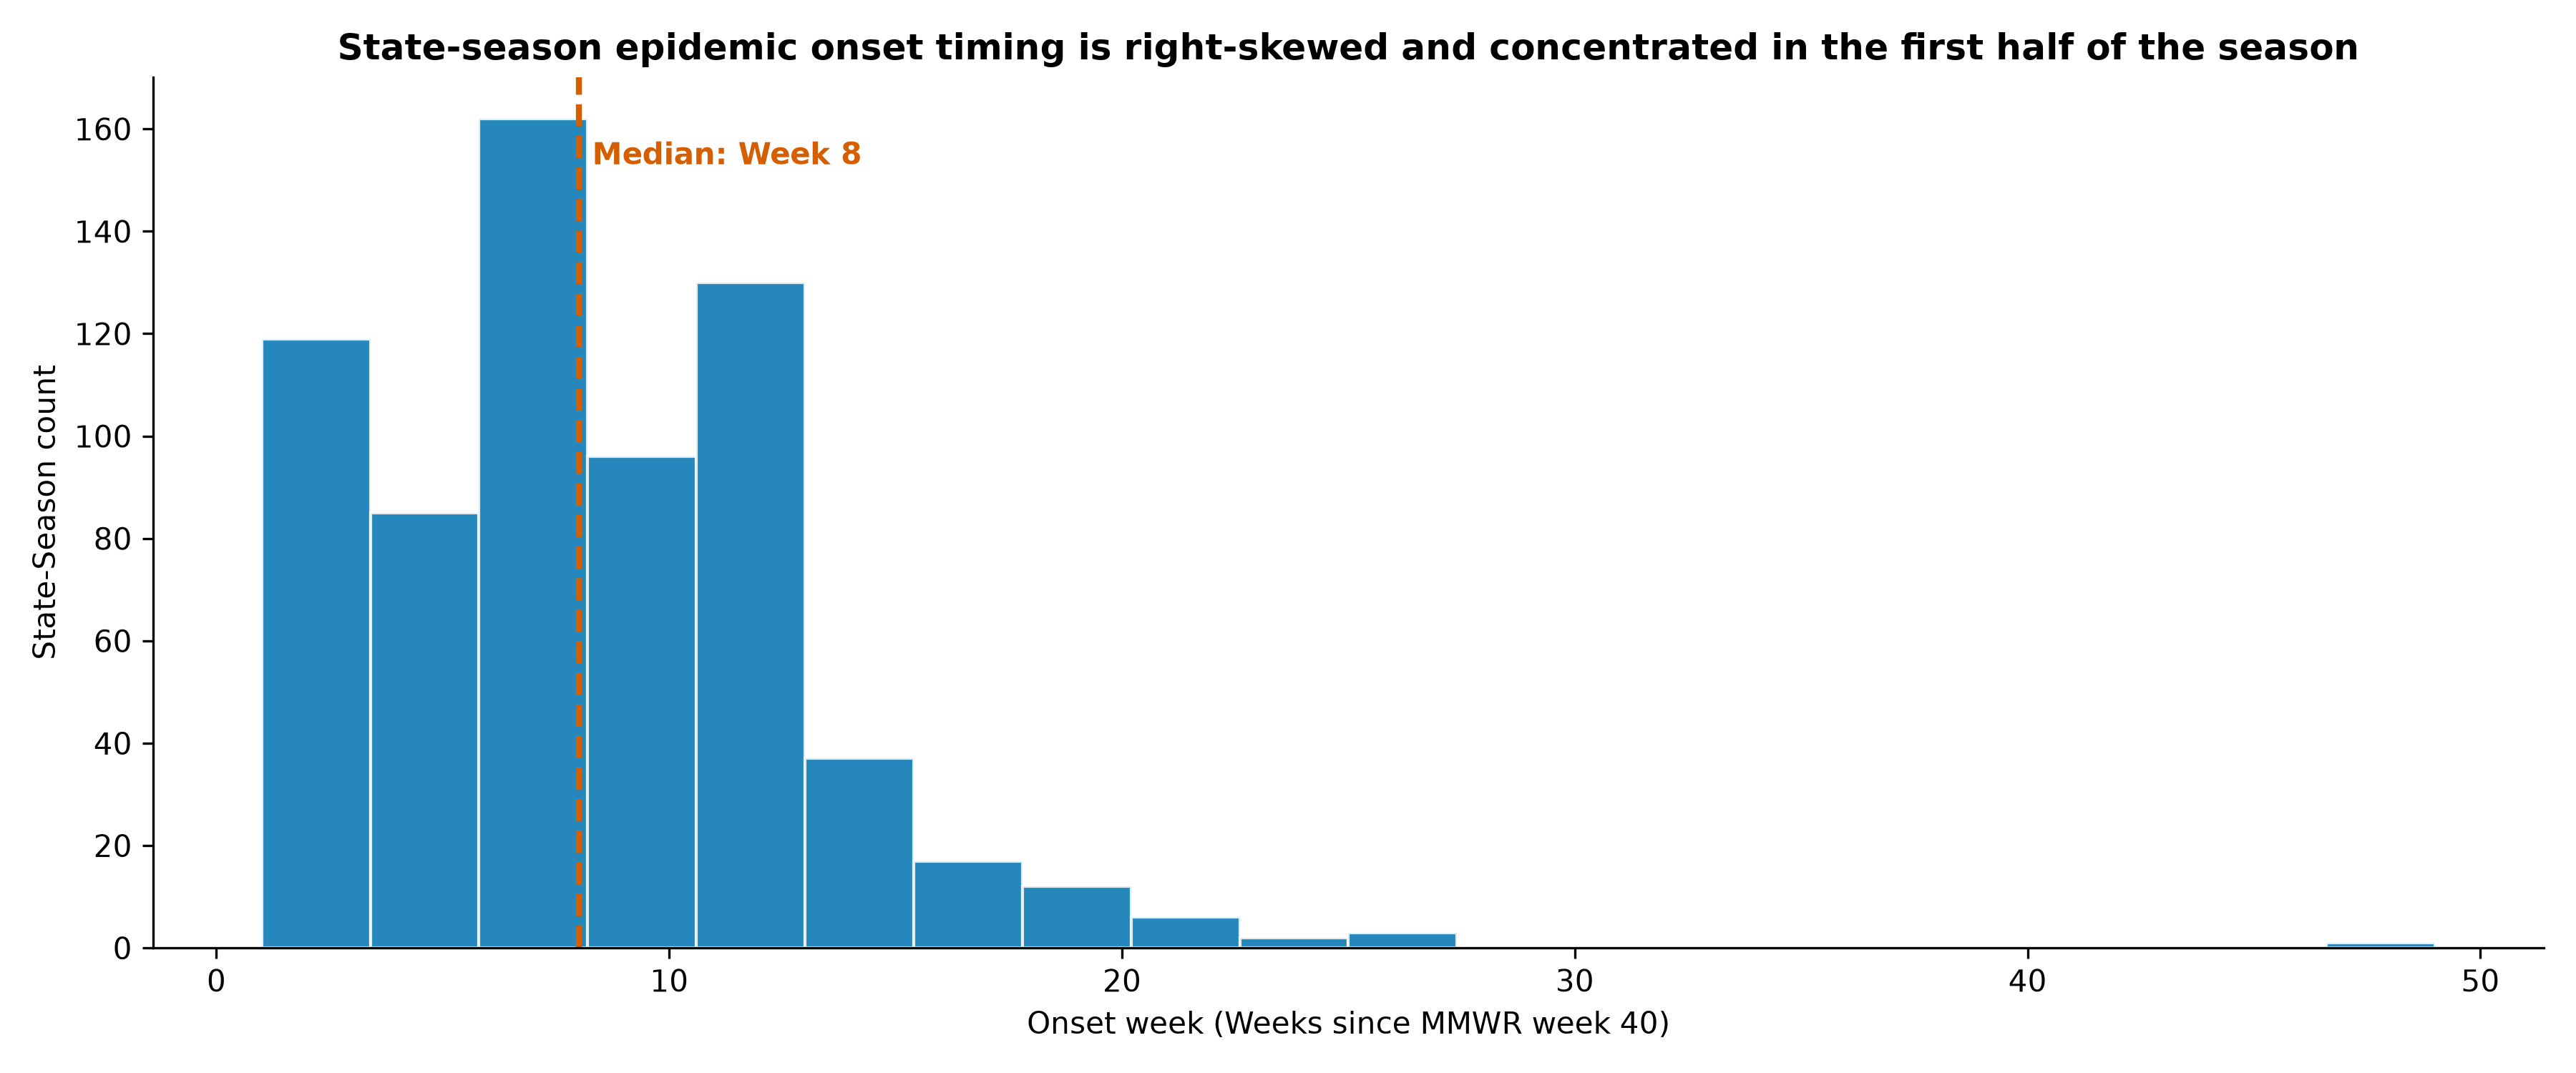 State-season epidemic onset timing is right-skewed and concentrated in the first half of the season
160
Median: Week 8
140
120
100
80
60
40
20
0
State-Season count
0 10 20 30 40 50
Onset week (Weeks since MMWR week 40)